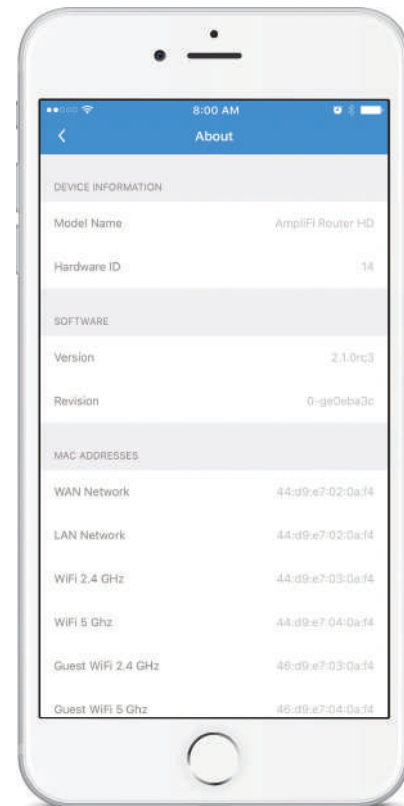 8:00 AM
About
DEVICE INFORMATION
Model Name AmpliFi Router HD
Hardware ID 14
SOFTWARE
Version 2.1.0rc3
Revision 0-ge0eba3c
MAC ADDRESSES
WAN Network 44:d9:e7:02:0a:f4
LAN Network 44:d9:e7:02:0a:f4
WiFi 2.4 GHz 44:d9:e7:03:0a:f4
WiFi 5 Ghz 44:d9:e7:04:0a:f4
Guest WiFi 2.4 GHz 46:d9:e7:03:0a:f4
Guest WiFi 5 Ghz 46:d9:e7:04:0a:f4